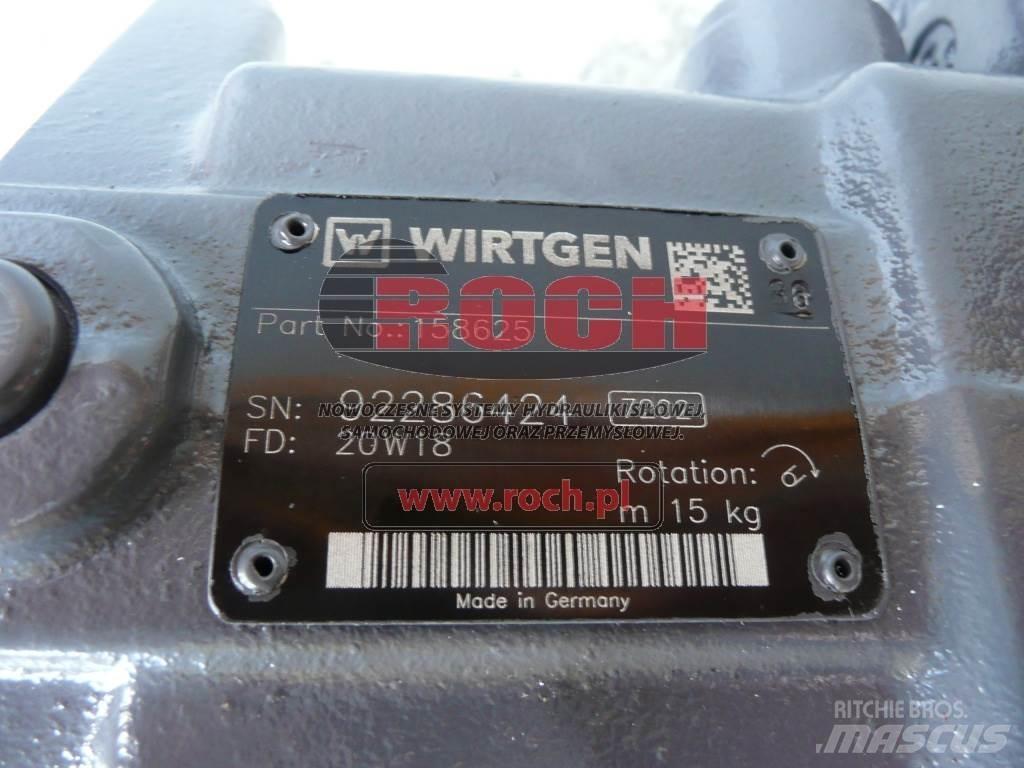 WIRTGEN
ROCH
Part No.: 158625
36
SN: 92286424
NOWOCZESNE SYSTEMY HYDRAULIKI SIŁOWEJ,
SAMOCHODOWEJ ORAZ PRZEMYSŁOWEJ.
FD: 20W18
Rotation:
www.roch.pl
m 15 kg
Made in Germany
RITCHIE BROS.
MASCUS